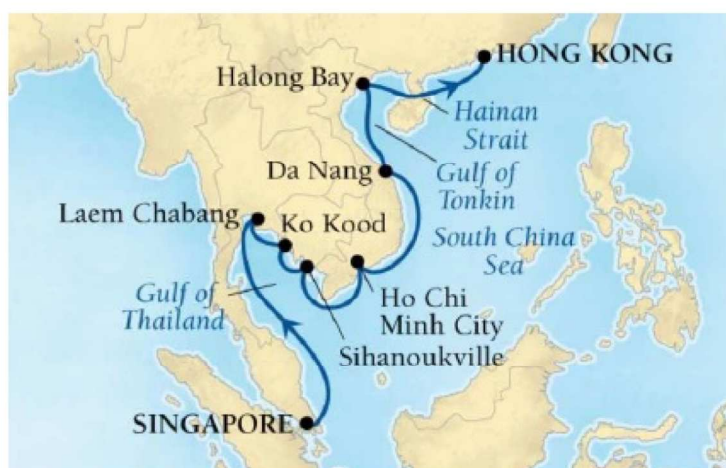 HONG KONG
Halong Bay
Hainan
Strait
Da Nang
Gulf of
Tonkin
Laem Chabang
Ko Kood
South China
Sea
Gulf of
Thailand
Ho Chi
Minh City
Sihanoukville
SINGAPORE